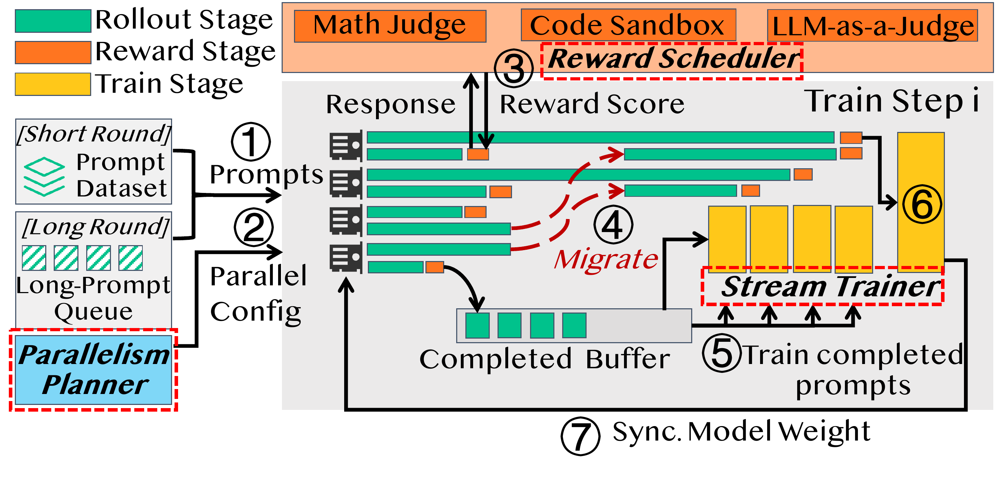 Rollout Stage
Reward Stage
Train Stage
Math Judge
Code Sandbox
LLM-as-a-Judge
③
Reward Scheduler
Response
Reward Score
Train Step i
[Short Round]
Prompt
Dataset
①
Prompts
[Long Round]
Long-Prompt
Queue
②
Parallel
Config
Parallelism
Planner
④
Migrate
⑥
Stream Trainer
Completed Buffer
⑤ Train completed
prompts
⑦ Sync. Model Weight